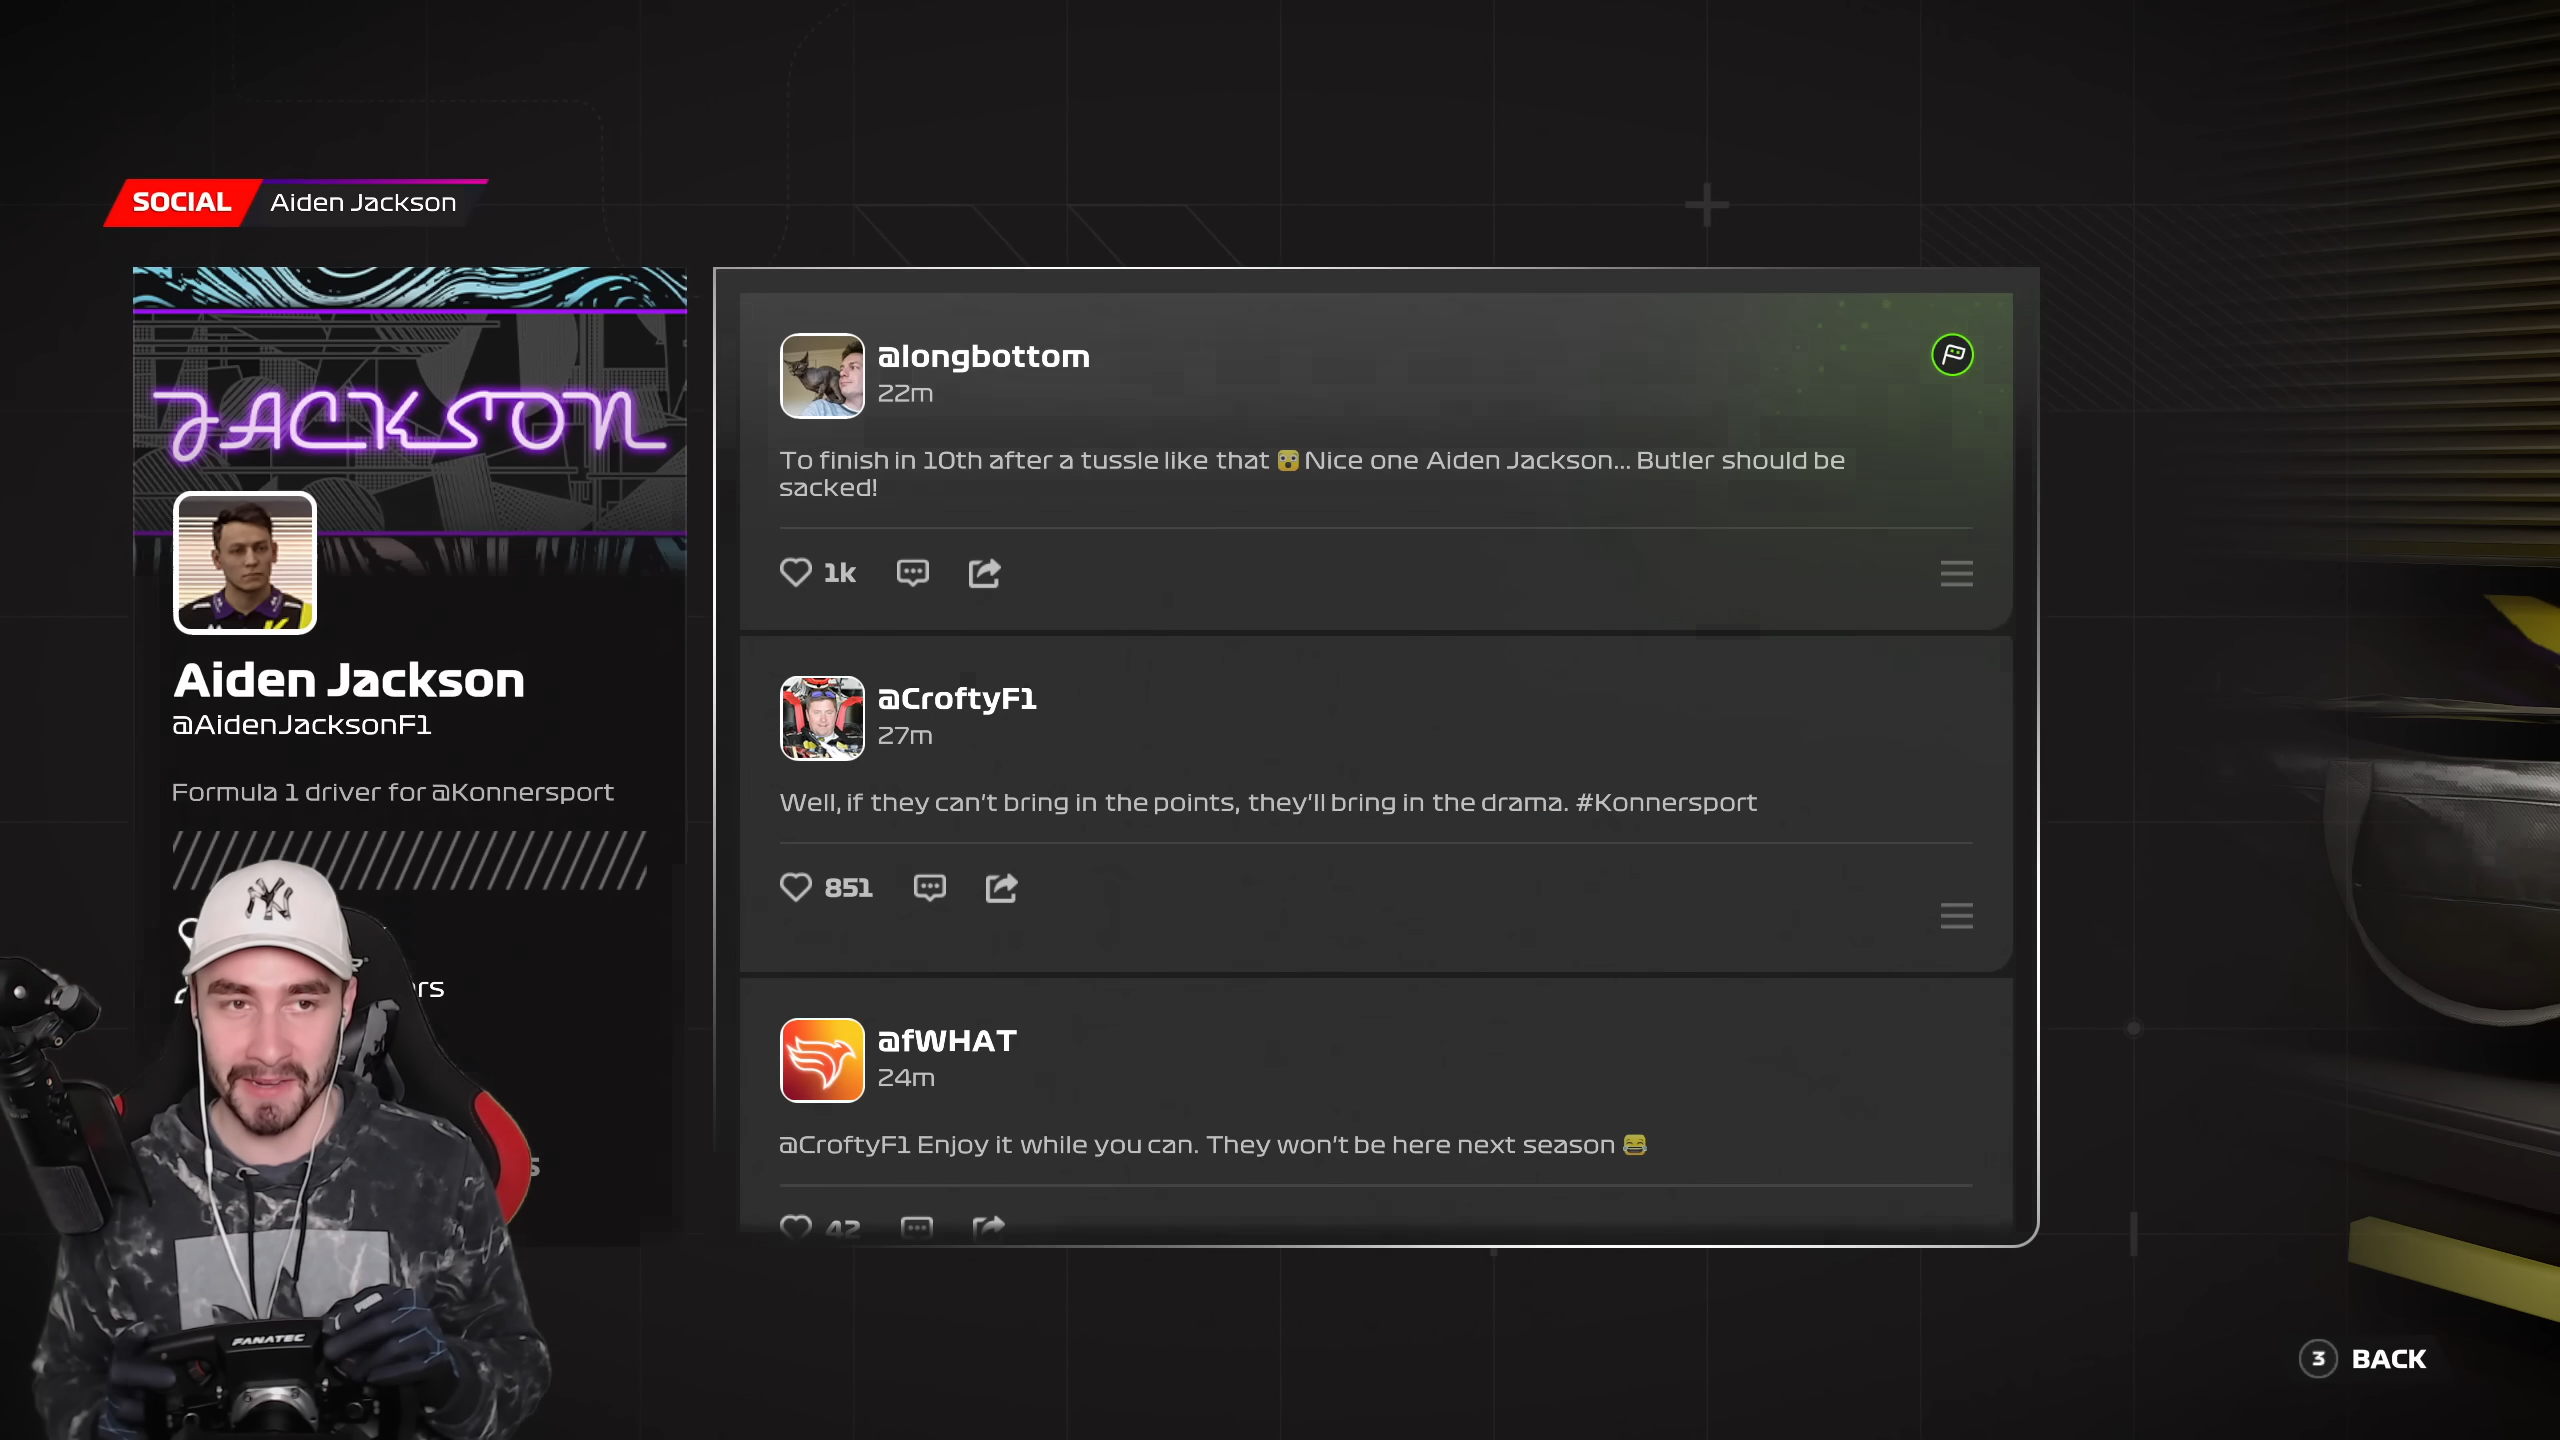 SOCIAL Aiden Jackson
JACKSON
Aiden Jackson
@AidenJacksonF1
Formula 1 driver for @Konnersport
@longbottom
22m
To finish in 10th after a tussle like that 😲 Nice one Aiden Jackson... Butler should be
sacked!
1k
@CroftyF1
27m
Well, if they can't bring in the points, they'll bring in the drama. #Konnersport
851
@fWHAT
24m
@CroftyF1 Enjoy it while you can. They won't be here next season 😂
42
NY
FANATEC
3 BACK